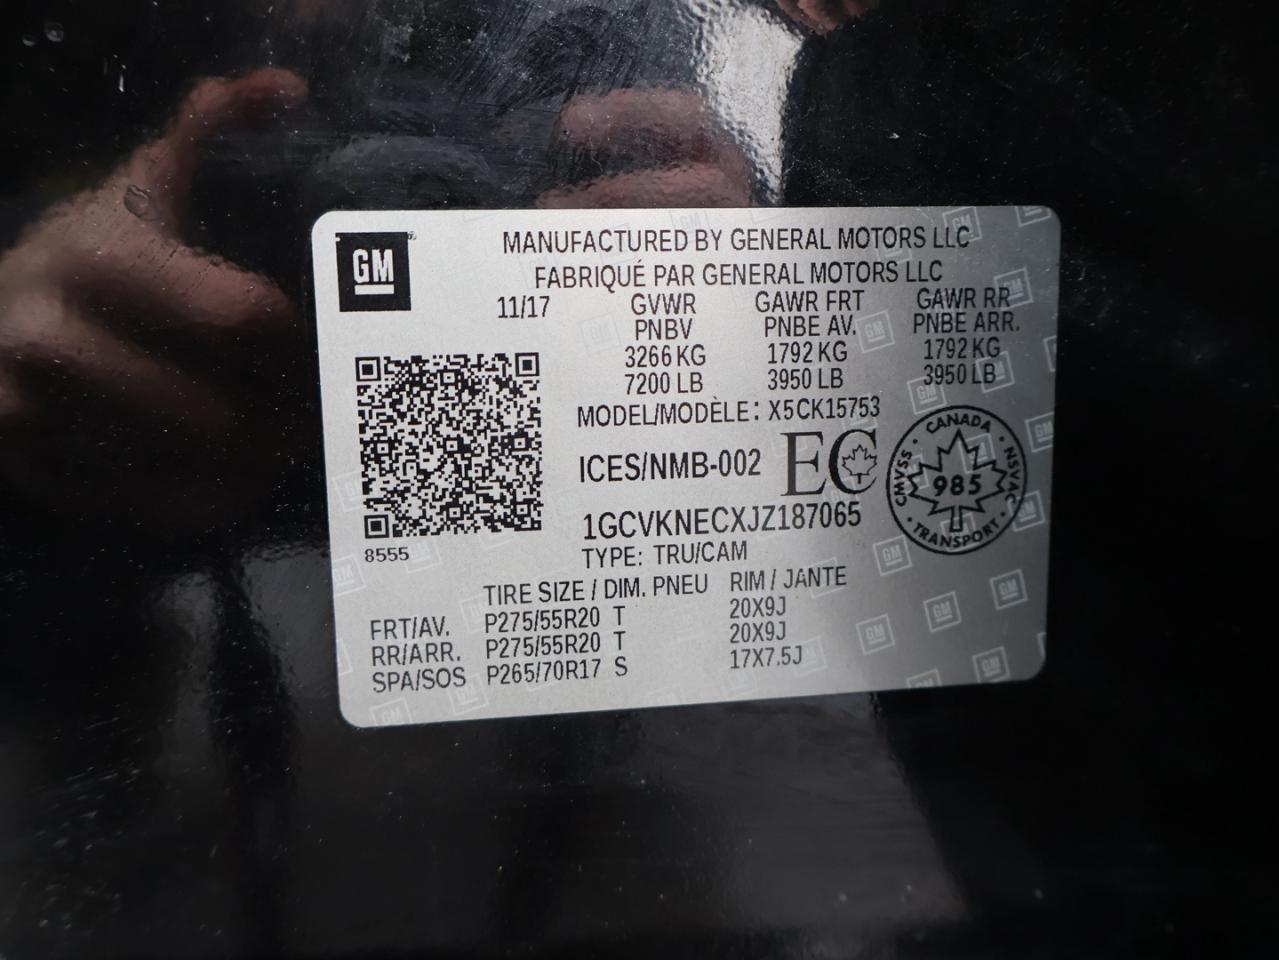 GM
MANUFACTURED BY GENERAL MOTORS LLC
FABRIQUÉ PAR GENERAL MOTORS LLC
11/17 GVWR GAWR FRT GAWR RR
PNBV PNBE AV. PNBE ARR.
3266 KG 1792 KG 1792 KG
7200 LB 3950 LB 3950 LB
MODEL/MODÈLE: X5CK15753
ICES/NMB-002 EC
CANADA
CMVSS 985 NSVAC
TRANSPORT
1GCVKNECXJZ187065
8555
TYPE: TRU/CAM
TIRE SIZE / DIM. PNEU RIM / JANTE
FRT/AV. P275/55R20 T 20X9J
RR/ARR. P275/55R20 T 20X9J
SPA/SOS P265/70R17 S 17X7.5J